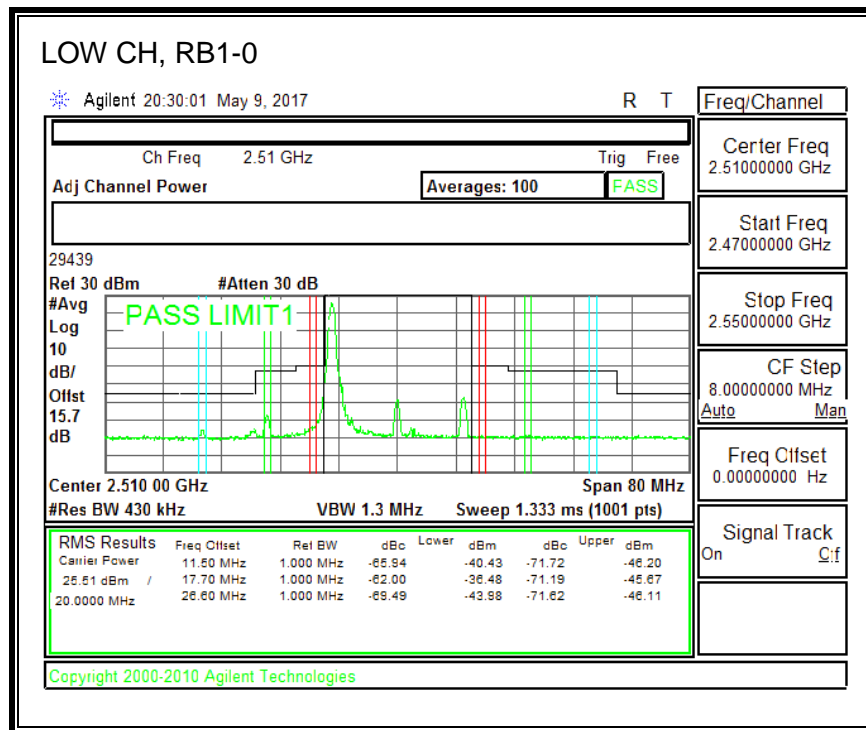 LOW CH, RB1-0
Agilent 20:30:01 May 9, 2017 R T Freq/Channel
Ch Freq 2.51 GHz Trig Free
Adj Channel Power Averages: 100 PASS
29439
Ref 30 dBm #Atten 30 dB
#Avg
Log
10
dB/
Offst
15.7
dB
PASS LIMIT1
Center 2.510 00 GHz Span 80 MHz
#Res BW 430 kHz VBW 1.3 MHz Sweep 1.333 ms (1001 pts)
RMS Results Freq Offset Ref BW dBc Lower dBm dBc Upper dBm
Carrier Power 11.50 MHz 1.000 MHz -65.94 -40.43 -71.72 -46.20
25.51 dBm / 17.70 MHz 1.000 MHz -62.00 -36.48 -71.19 -45.67
20.0000 MHz 26.60 MHz 1.000 MHz -69.49 -43.98 -71.62 -46.11
Center Freq
2.51000000 GHz
Start Freq
2.47000000 GHz
Stop Freq
2.55000000 GHz
CF Step
8.00000000 MHz
Auto Man
Freq Offset
0.00000000 Hz
Signal Track
On Off
Copyright 2000-2010 Agilent Technologies